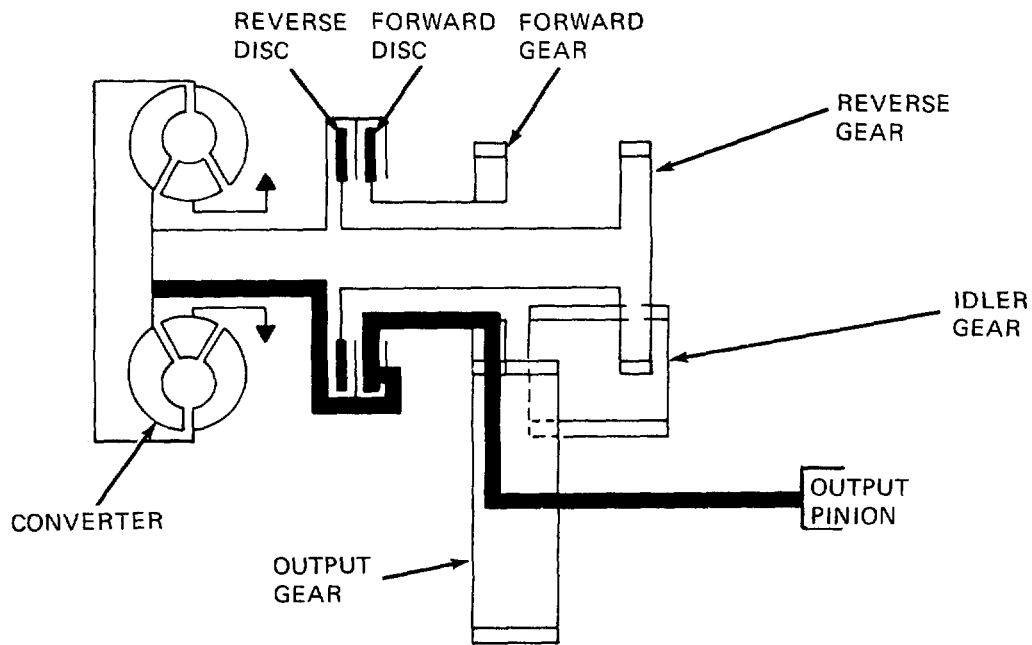 REVERSE
DISC
FORWARD
DISC
FORWARD
GEAR
REVERSE
GEAR
IDLER
GEAR
OUTPUT
PINION
CONVERTER
OUTPUT
GEAR